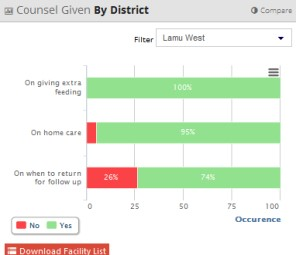 Counsel Given By District
Compare
Filter
Lamu West
On giving extra
feeding
100%
On home care
95%
On when to return
for follow up
26%
74%
0
25
50
75
100
No
Yes
Occurence
Download Facility List